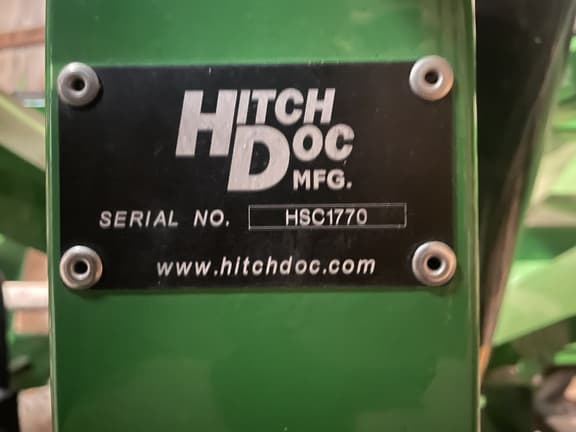 HITCH
DOC
MFG.
SERIAL NO. HSC1770
www.hitchdoc.com